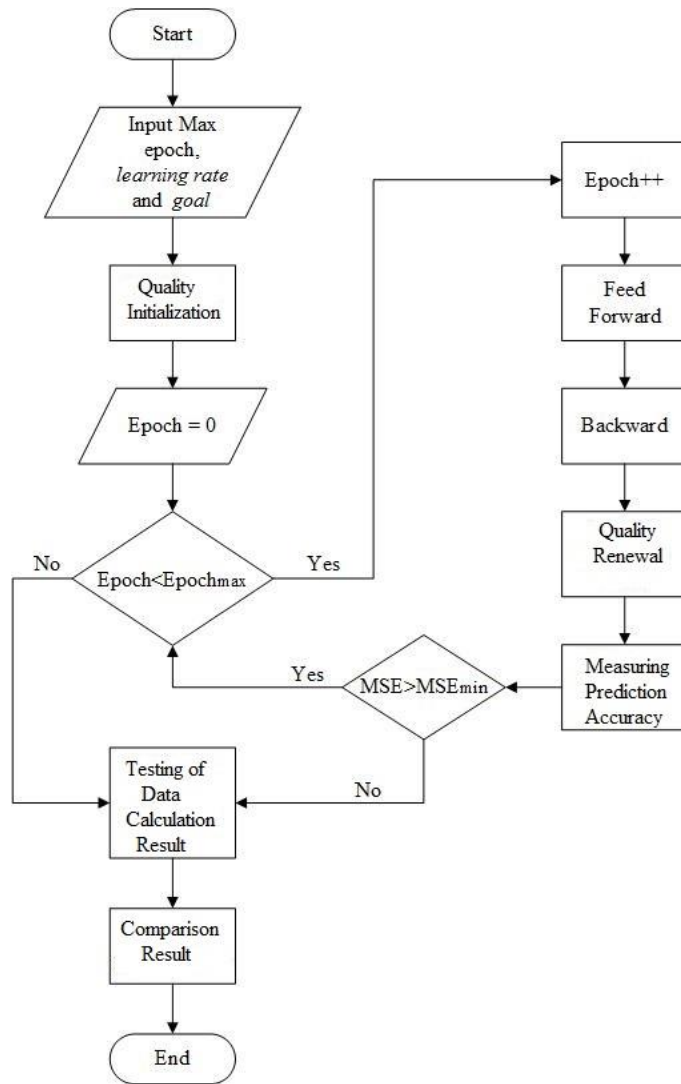 Start
Input Max
epoch,
learning rate
and goal
Quality
Initialization
Epoch = 0
No
Epoch<Epochmax
Yes
Epoch++
Feed
Forward
Backward
Quality
Renewal
Measuring
Prediction
Accuracy
MSE>MSEmin
Yes
No
Testing of
Data
Calculation
Result
Comparison
Result
End